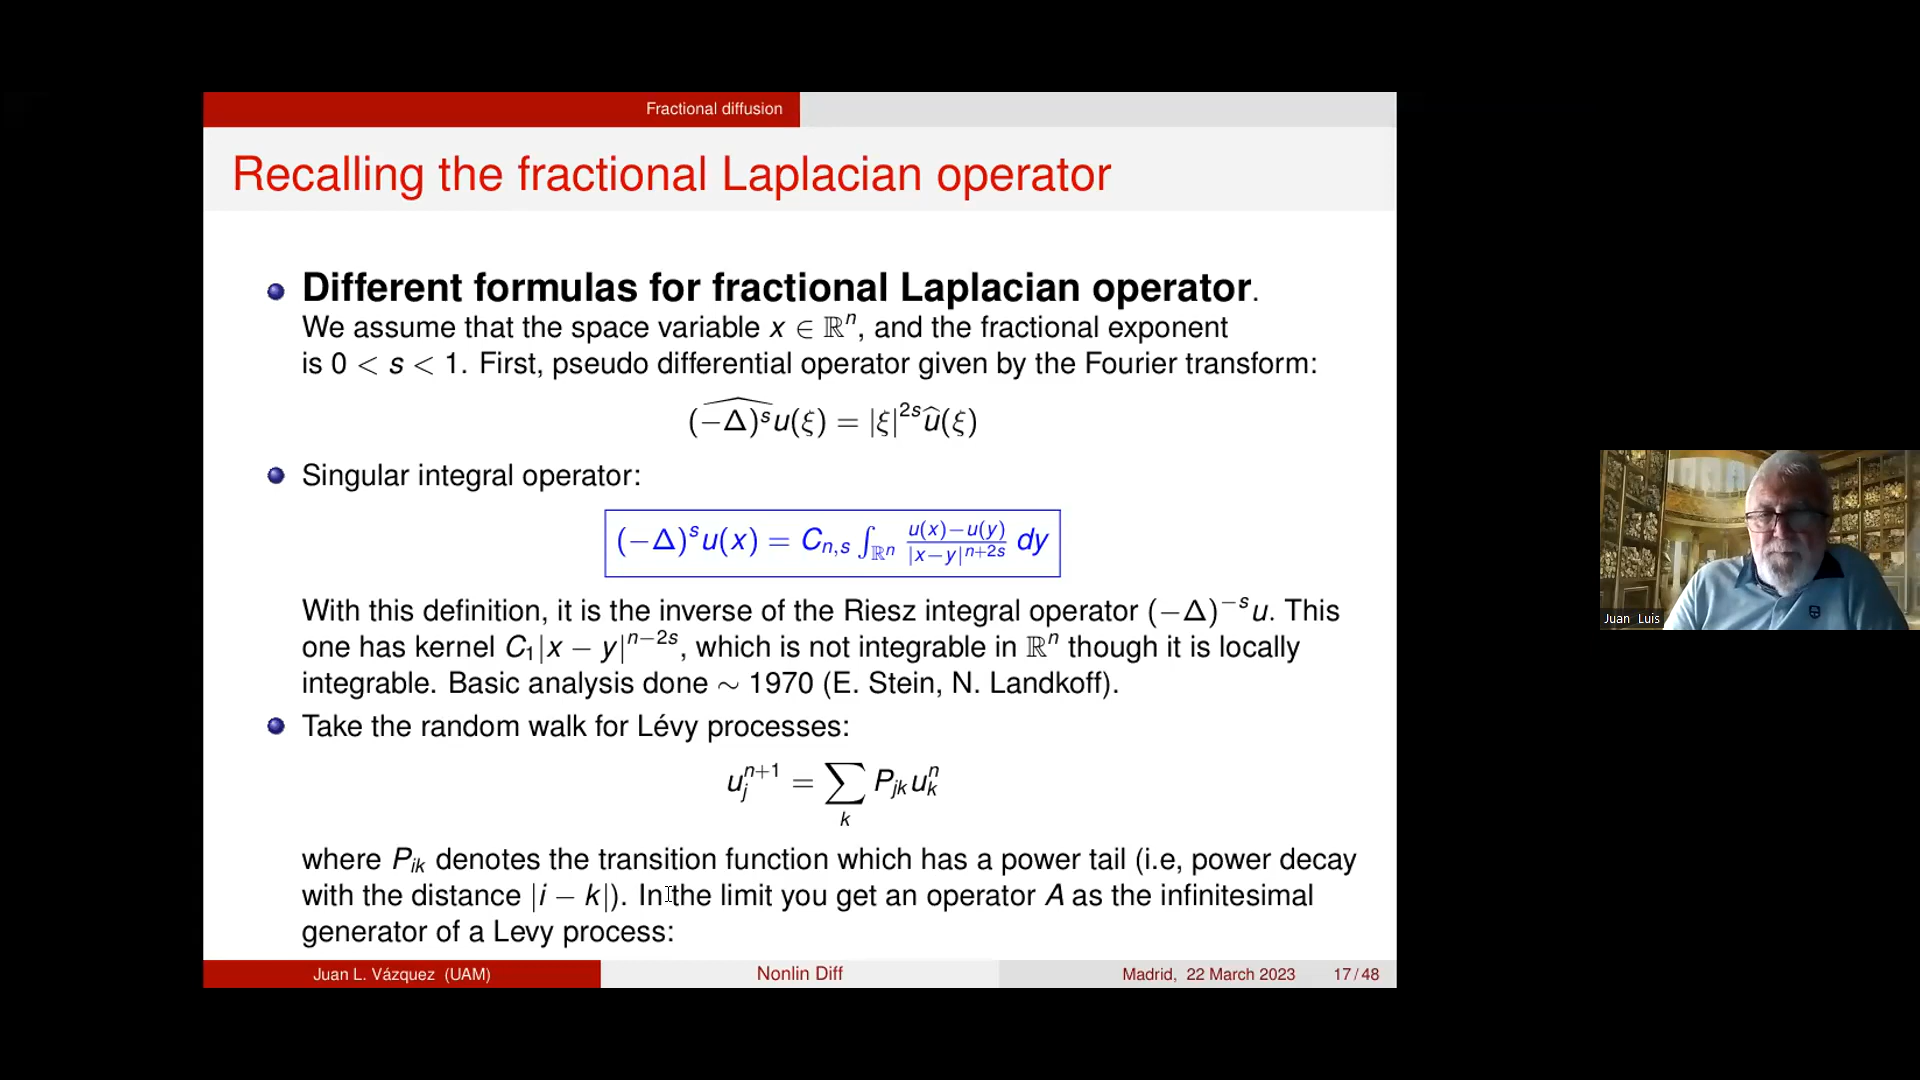 Fractional diffusion
Recalling the fractional Laplacian operator
Different formulas for fractional Laplacian operator.
We assume that the space variable x ∈ ℝⁿ, and the fractional exponent
is 0 < s < 1. First, pseudo differential operator given by the Fourier transform:
\widehat{(−Δ)^s u}(ξ) = |ξ|^{2s} \widehat{u}(ξ)
Singular integral operator:
(−Δ)^s u(x) = C_{n,s} ∫_{ℝⁿ} \frac{u(x)−u(y)}{|x−y|^{n+2s}} dy
With this definition, it is the inverse of the Riesz integral operator (−Δ)^{−s}u. This
one has kernel C₁|x − y|^{n−2s}, which is not integrable in ℝⁿ though it is locally
integrable. Basic analysis done ∼ 1970 (E. Stein, N. Landkoff).
Take the random walk for Lévy processes:
u_j^{n+1} = \sum_k P_{jk} u_k^n
where P_{ik} denotes the transition function which has a power tail (i.e, power decay
with the distance |i − k|). In the limit you get an operator A as the infinitesimal
generator of a Levy process:
Juan L. Vázquez (UAM) Nonlin Diff Madrid, 22 March 2023 17 / 48
Juan Luis